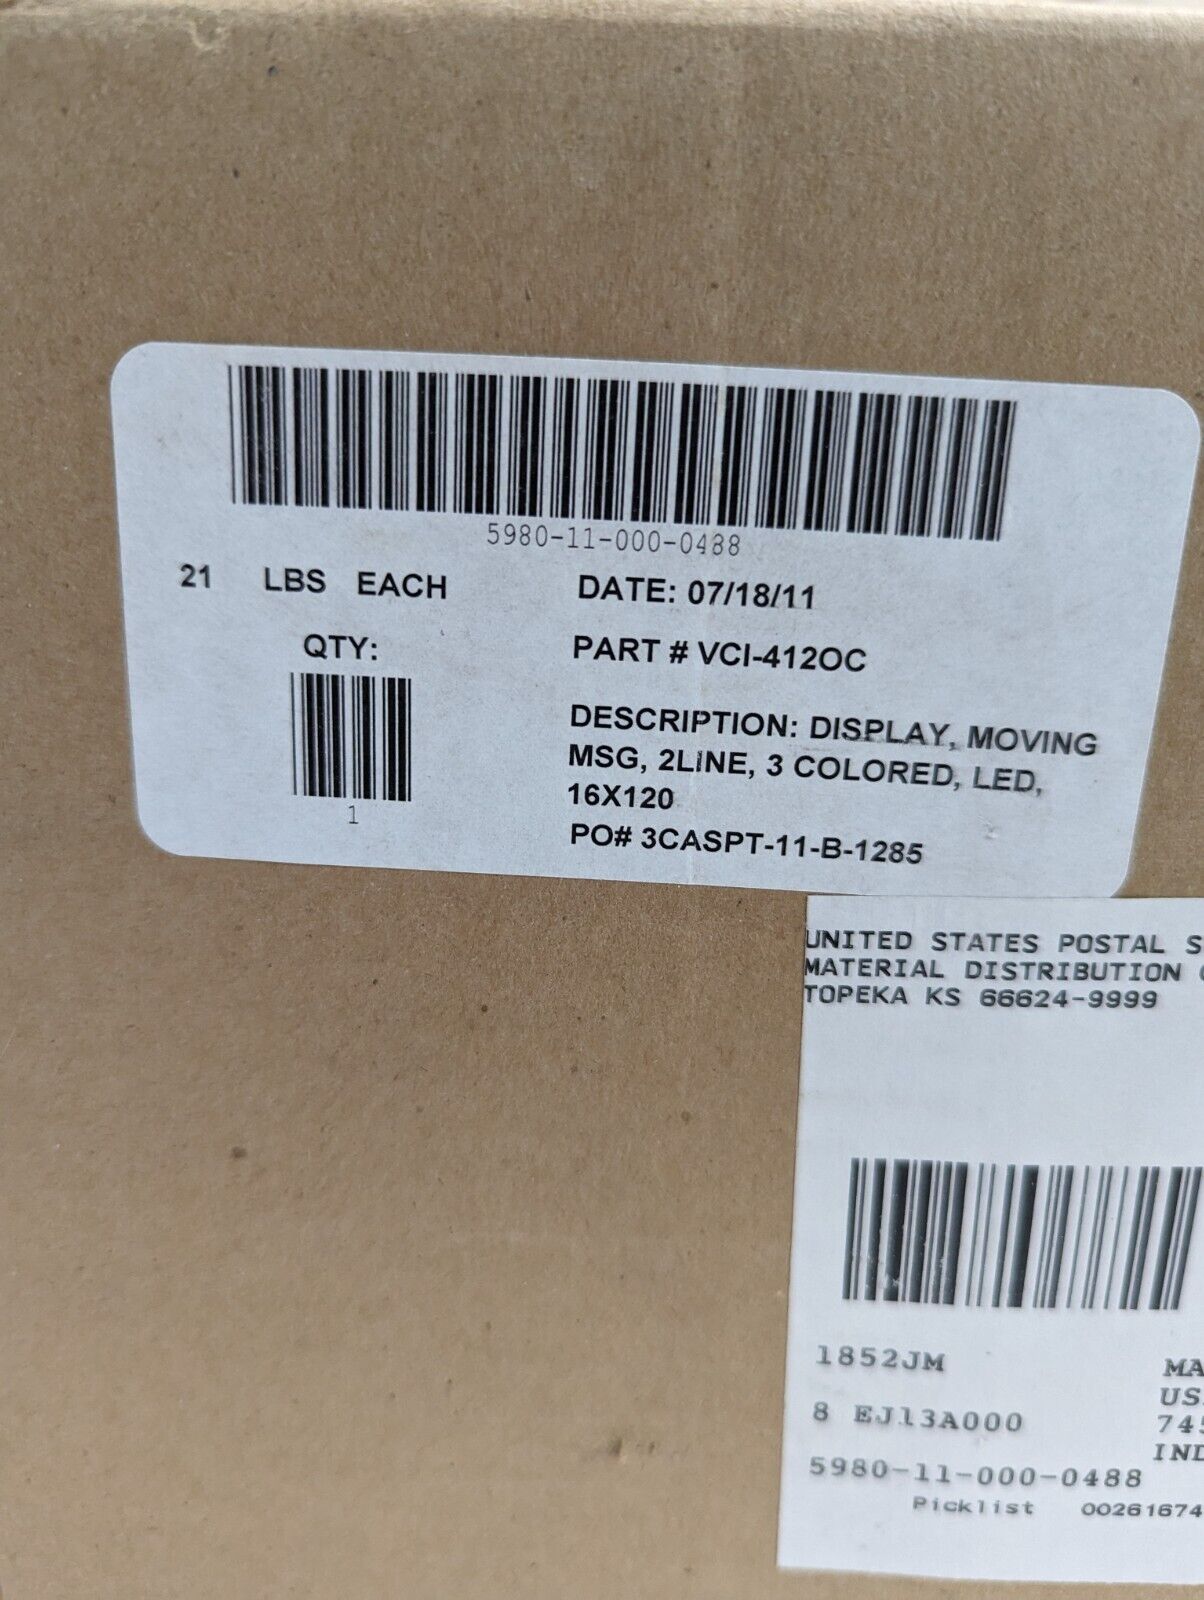 5980-11-000-0488
21 LBS EACH
DATE: 07/18/11
QTY:
PART # VCI-412OC
1
DESCRIPTION: DISPLAY, MOVING
MSG, 2LINE, 3 COLORED, LED,
16X120
PO# 3CASPT-11-B-1285
UNITED STATES POSTAL S
MATERIAL DISTRIBUTION
TOPEKA KS 66624-9999
1852JM
MA
8 EJ13A000
US
745
IND
5980-11-000-0488
Picklist 00261674